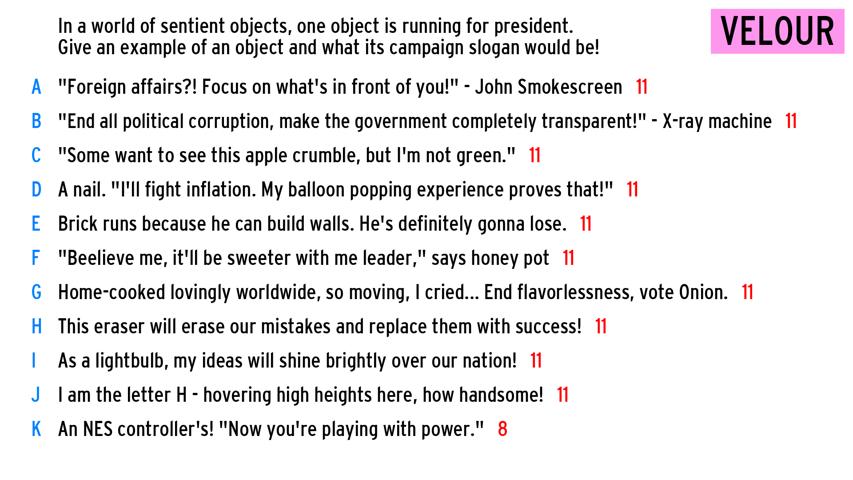 In a world of sentient objects, one object is running for president.
Give an example of an object and what its campaign slogan would be!
VELOUR
A "Foreign affairs?! Focus on what's in front of you!" - John Smokescreen 11
B "End all political corruption, make the government completely transparent!" - X-ray machine 11
C "Some want to see this apple crumble, but I'm not green." 11
D A nail. "I'll fight inflation. My balloon popping experience proves that!" 11
E Brick runs because he can build walls. He's definitely gonna lose. 11
F "Beelieve me, it'll be sweeter with me leader," says honey pot 11
G Home-cooked lovingly worldwide, so moving, I cried... End flavorlessness, vote Onion. 11
H This eraser will erase our mistakes and replace them with success! 11
I As a lightbulb, my ideas will shine brightly over our nation! 11
J I am the letter H - hovering high heights here, how handsome! 11
K An NES controller's! "Now you're playing with power." 8